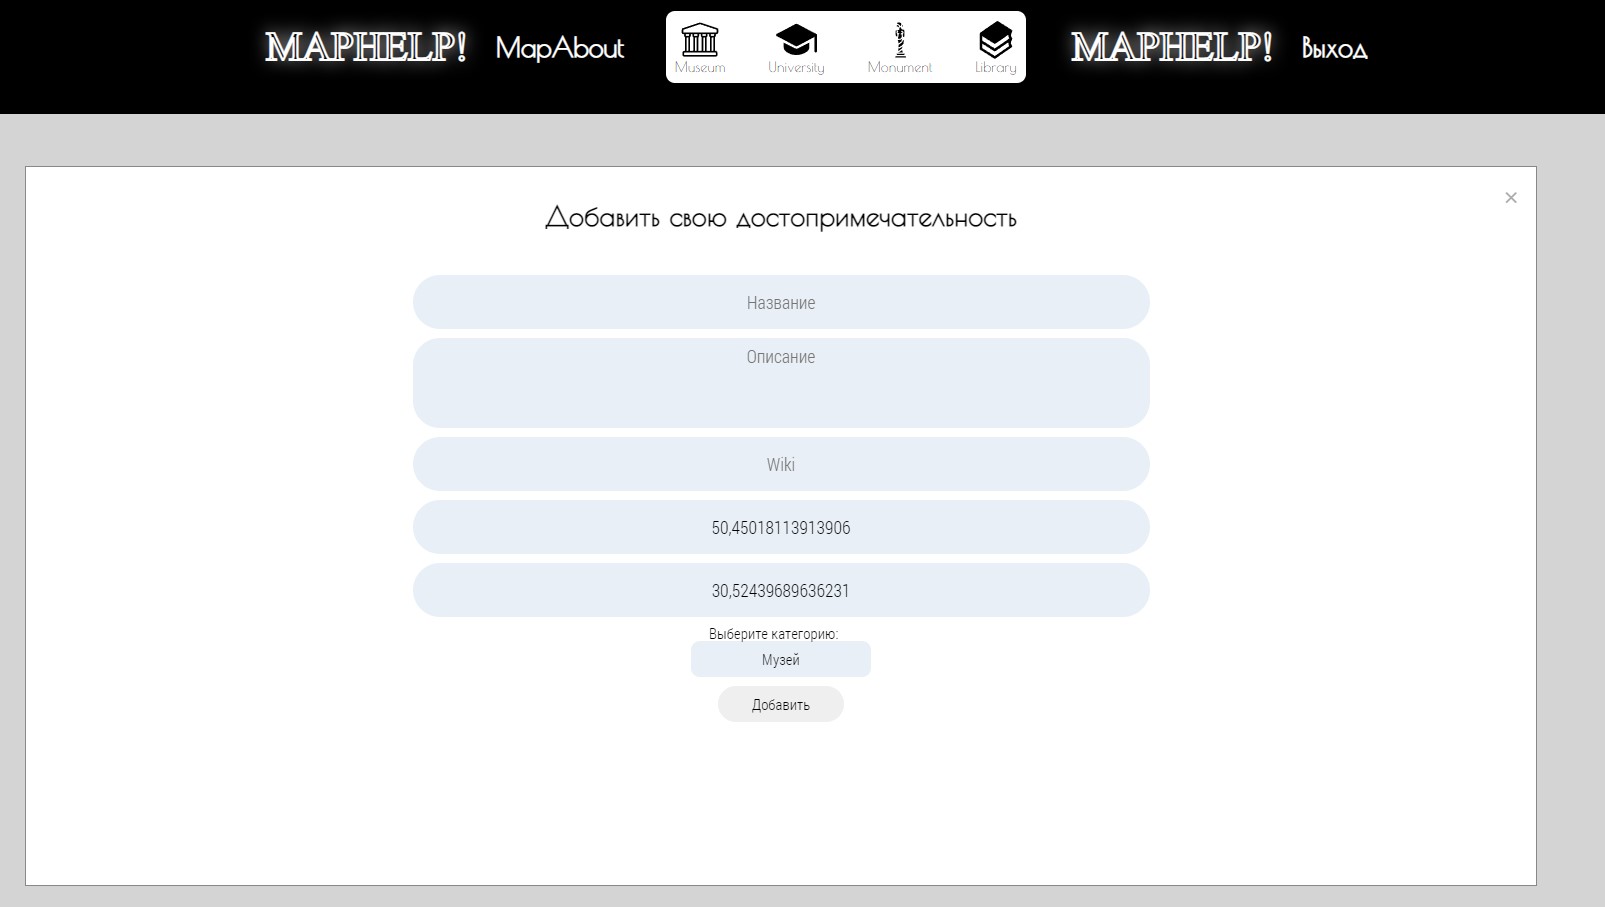 MAPHELP! MapAbout Museum University Monument Library MAPHELP! Выход
×
Добавить свою достопримечательность
Название
Описание
Wiki
50,45018113913906
30,52439689636231
Выберите категорию:
Музей
Добавить